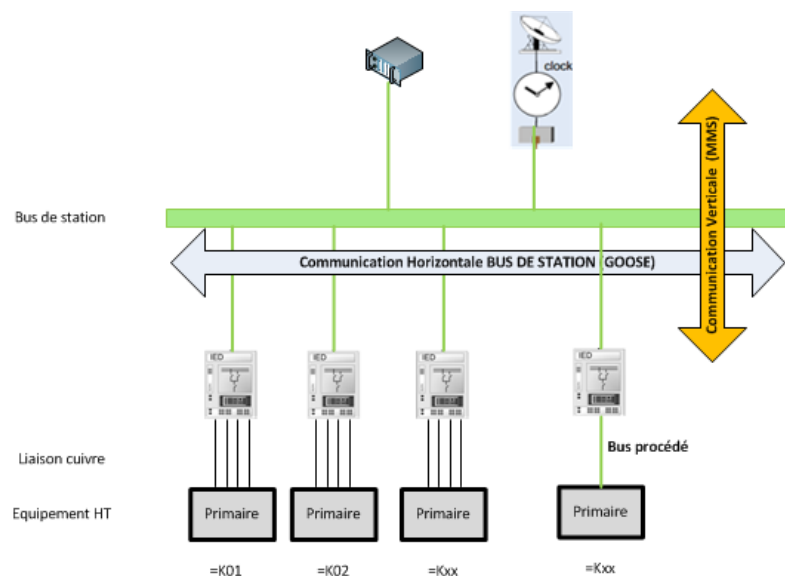 clock
Communication Verticale (MMS)
Bus de station
Communication Horizontale BUS DE STATION (GOOSE)
IED
IED
IED
IED
Bus procédé
Liaison cuivre
Equipement HT
Primaire
Primaire
Primaire
Primaire
=K01
=K02
=Kxx
=Kxx